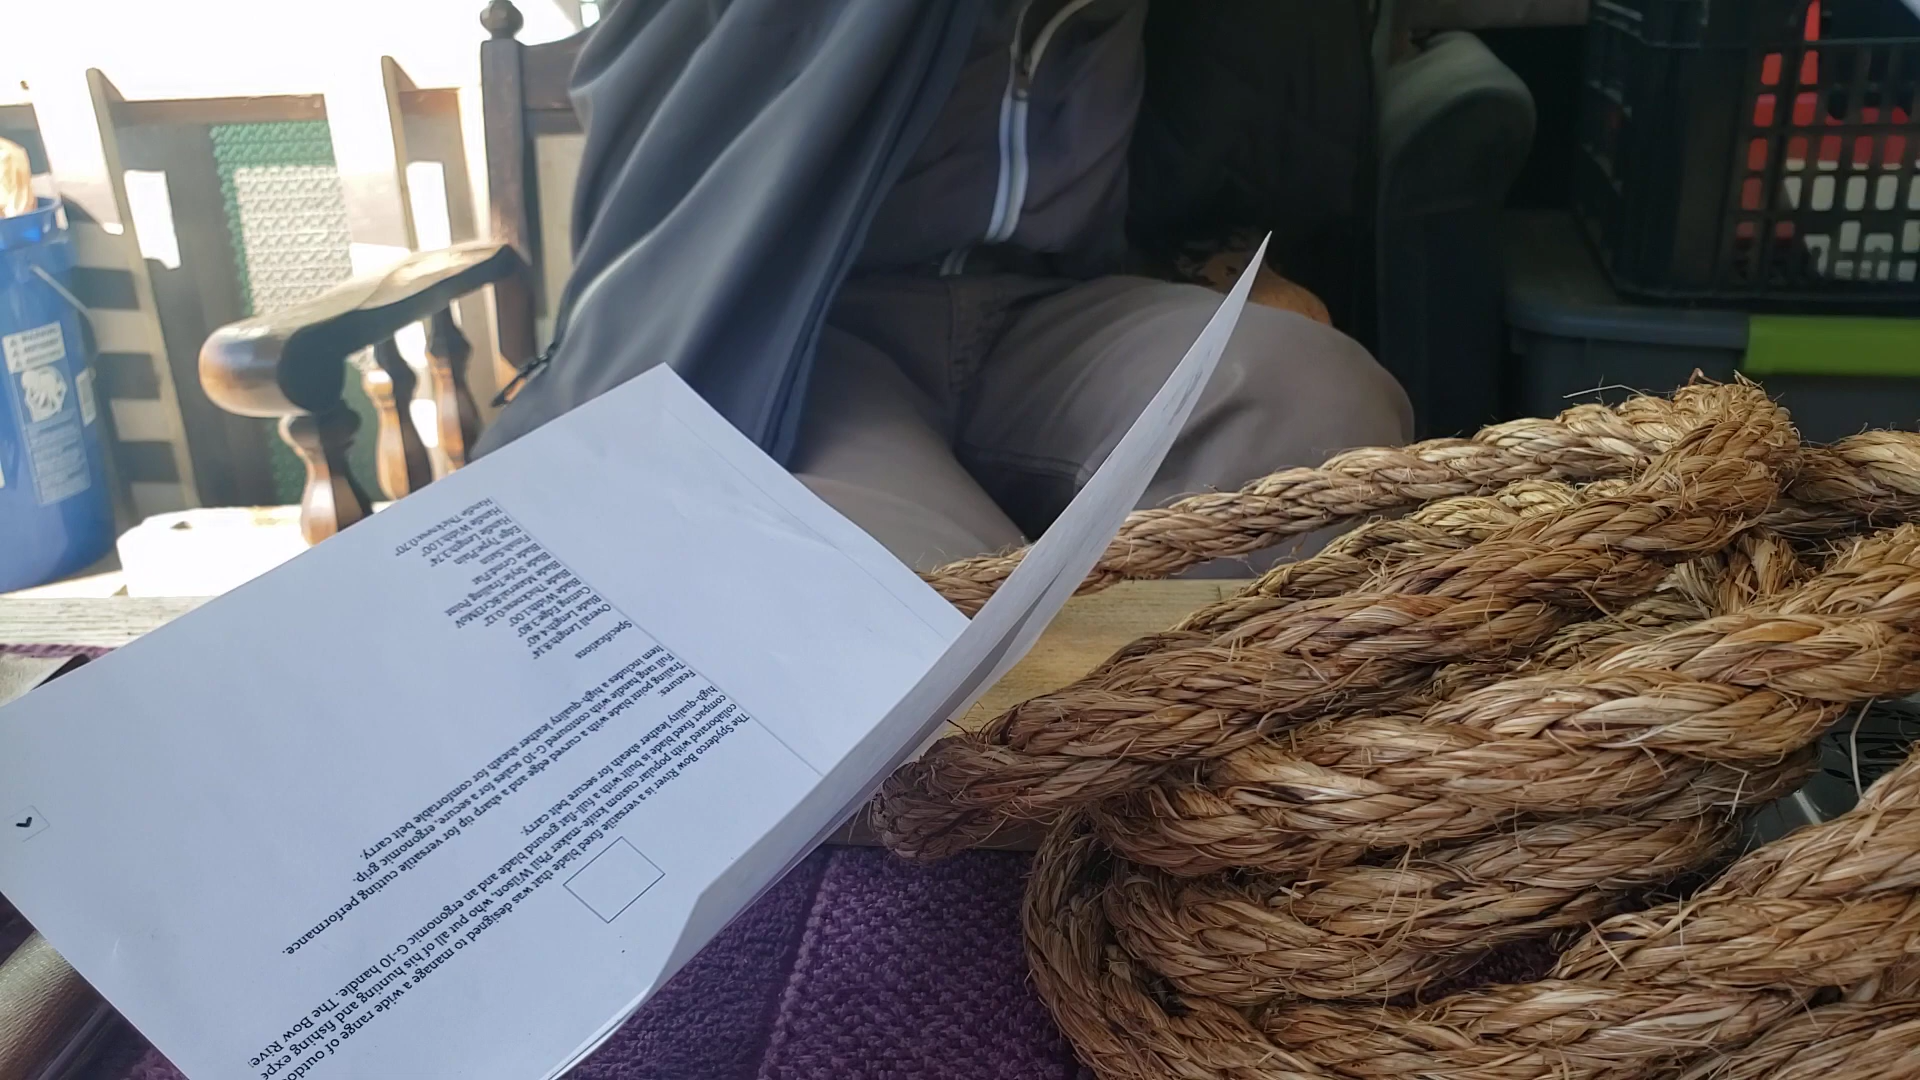 The Spyderco Bow River is a versatile fixed blade that was designed to manage a wide range of outdo
collaborated with popular custom knife-maker Phil Wilson, who put all of his hunting and fishing expe
compact fixed blade is built with a full-flat ground blade and an ergonomic G-10 handle. The Bow Rive
high-quality leather sheath for secure belt carry.
Features:
Trailing point blade with a curved edge and a sharp tip for versatile cutting performance.
Full tang handle with contoured G-10 scales for a secure, ergonomic grip.
Item includes a high-quality leather sheath for comfortable belt carry.
Specifications
Overall Length:8.14"
Blade Length:4.40"
Cutting Edge:3.80"
Blade Width:1.00"
Blade Thickness:0.12"
Blade Material:8Cr13MoV
Blade Style:Trailing Point
Blade Grind:Flat
Finish:Satin
Edge Type:Plain
Handle Length:3.74"
Handle Width:1.00"
Handle Thickness:0.70"